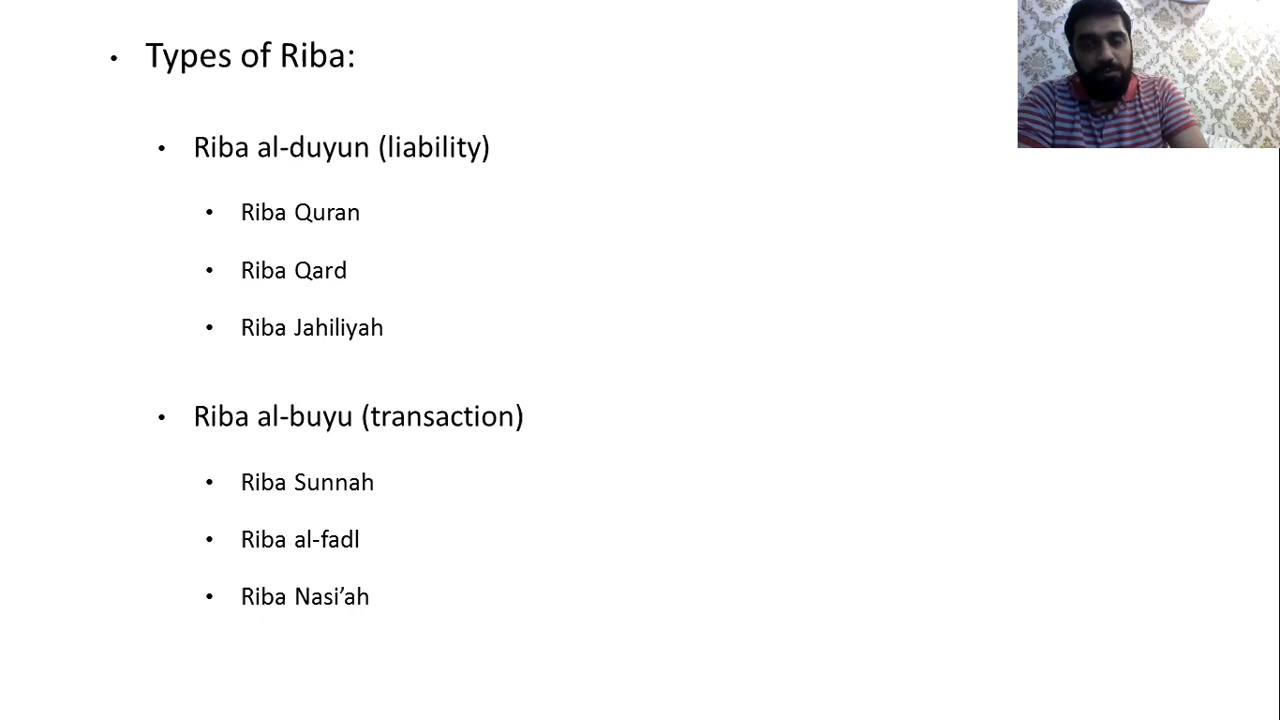 • Types of Riba:
• Riba al-duyun (liability)
• Riba Quran
• Riba Qard
• Riba Jahiliyah
• Riba al-buyu (transaction)
• Riba Sunnah
• Riba al-fadl
• Riba Nasi’ah